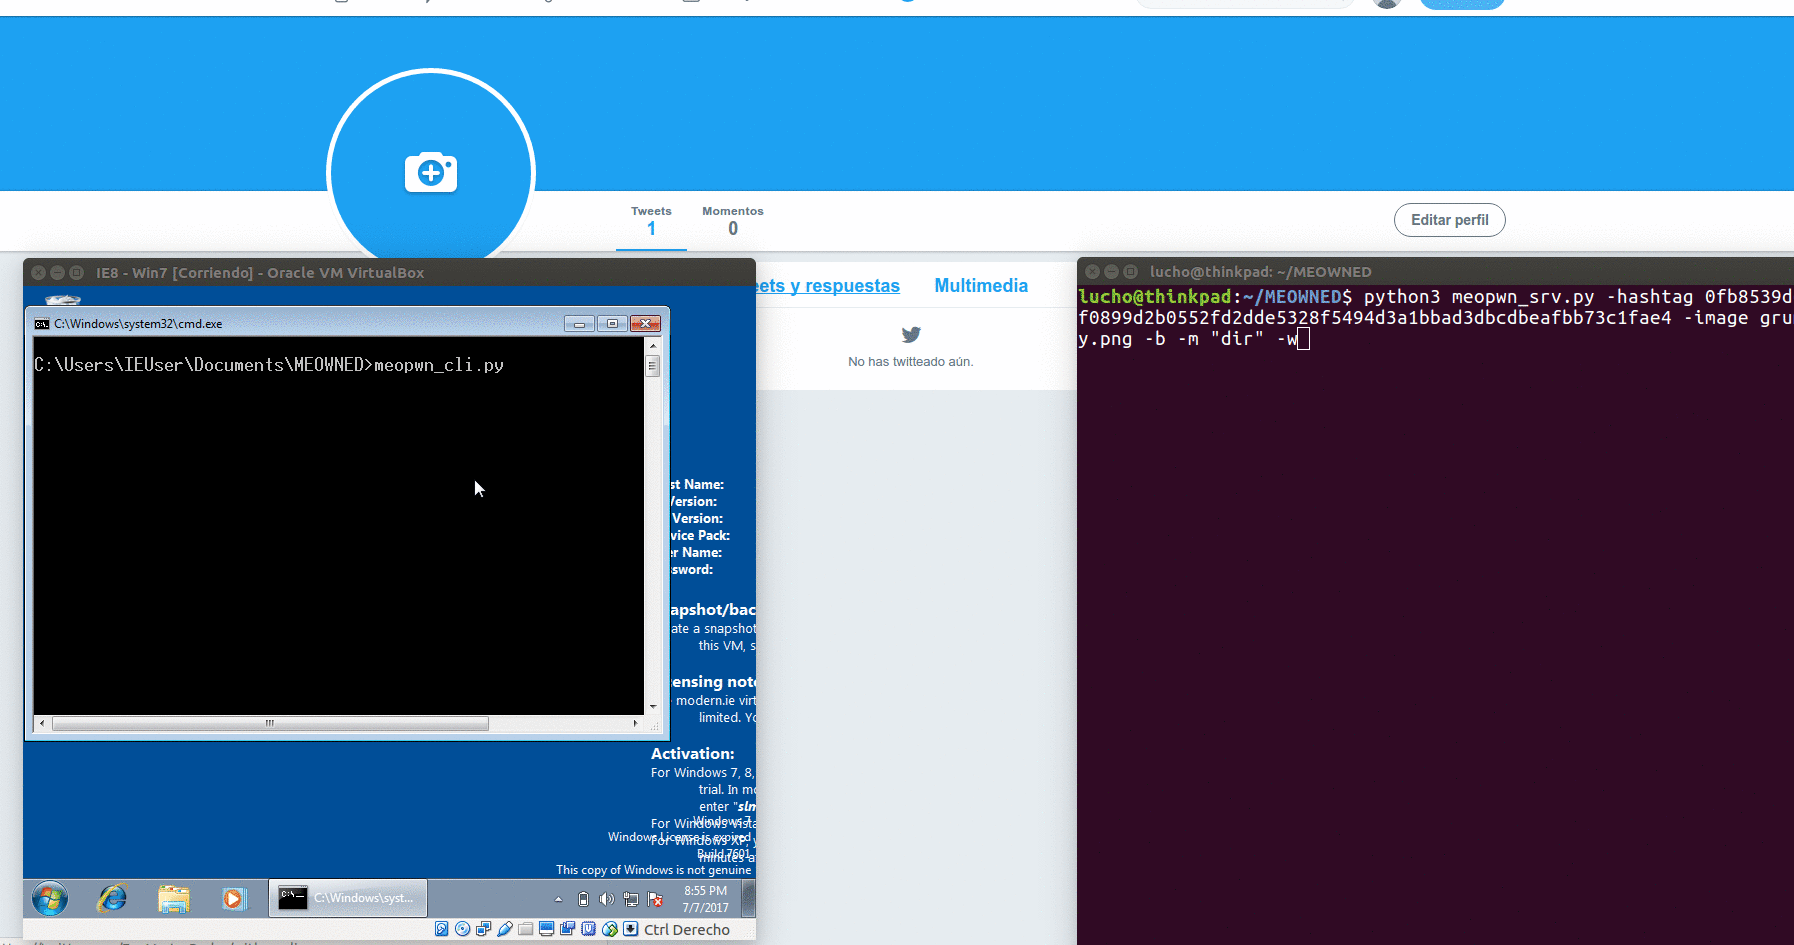 Tweets
1
Momentos
0
Editar perfil
IE8 - Win7 [Corriendo] - Oracle VM VirtualBox
C:\Windows\system32\cmd.exe
C:\Users\IEUser\Documents\MEOWNED>meopwn_cli.py
st Name:
Version:
Version:
vice Pack:
er Name:
sword:
apshot/bac
ate a snapshot
this VM, s
ensing note
modern.ie virt
limited. Yo
Activation:
For Windows 7, 8,
trial. In mo
enter "slm
For Windows Vista
For Windows XP, y
minutes a
Windows 7
Windows License is expired
Build 7601
This copy of Windows is not genuine
C:\Windows\syst...
8:55 PM
7/7/2017
Ctrl Derecho
eets y respuestas
Multimedia
No has twitteado aún.
lucho@thinkpad: ~/MEOWNED
lucho@thinkpad:~/MEOWNED$ python3 meopwn_srv.py -hashtag 0fb8539d
f0899d2b0552fd2dde5328f5494d3a1bbad3dbcdbeafbb73c1fae4 -image gru
y.png -b -m "dir" -w